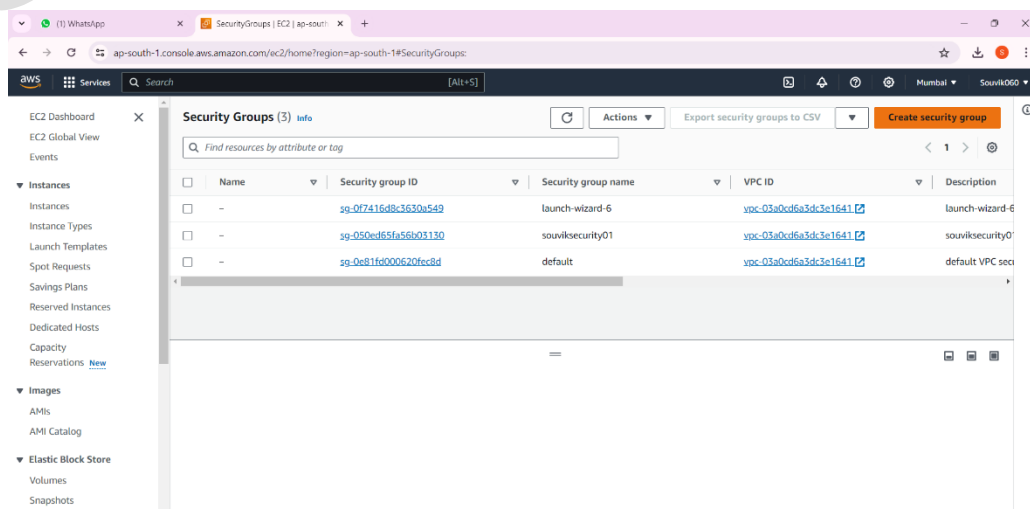 (1) WhatsApp
SecurityGroups | EC2 | ap-south
ap-south-1.console.aws.amazon.com/ec2/home?region=ap-south-1#SecurityGroups:
S
aws Services Search [Alt+S] Mumbai Souvik060
EC2 Dashboard
EC2 Global View
Events
Instances
Instances
Instance Types
Launch Templates
Spot Requests
Savings Plans
Reserved Instances
Dedicated Hosts
Capacity
Reservations New
Images
AMIs
AMI Catalog
Elastic Block Store
Volumes
Snapshots
Security Groups (3) Info
Actions
Export security groups to CSV
Create security group
Find resources by attribute or tag
1
Name Security group ID Security group name VPC ID Description
– sg-0f7416d8c3630a549 launch-wizard-6 vpc-03a0cd6a3dc3e1641 launch-wizard-6
– sg-050ed65fa56b03130 souviksecurity01 vpc-03a0cd6a3dc3e1641 souviksecurity01
– sg-0e81fd000620fec8d default vpc-03a0cd6a3dc3e1641 default VPC secu